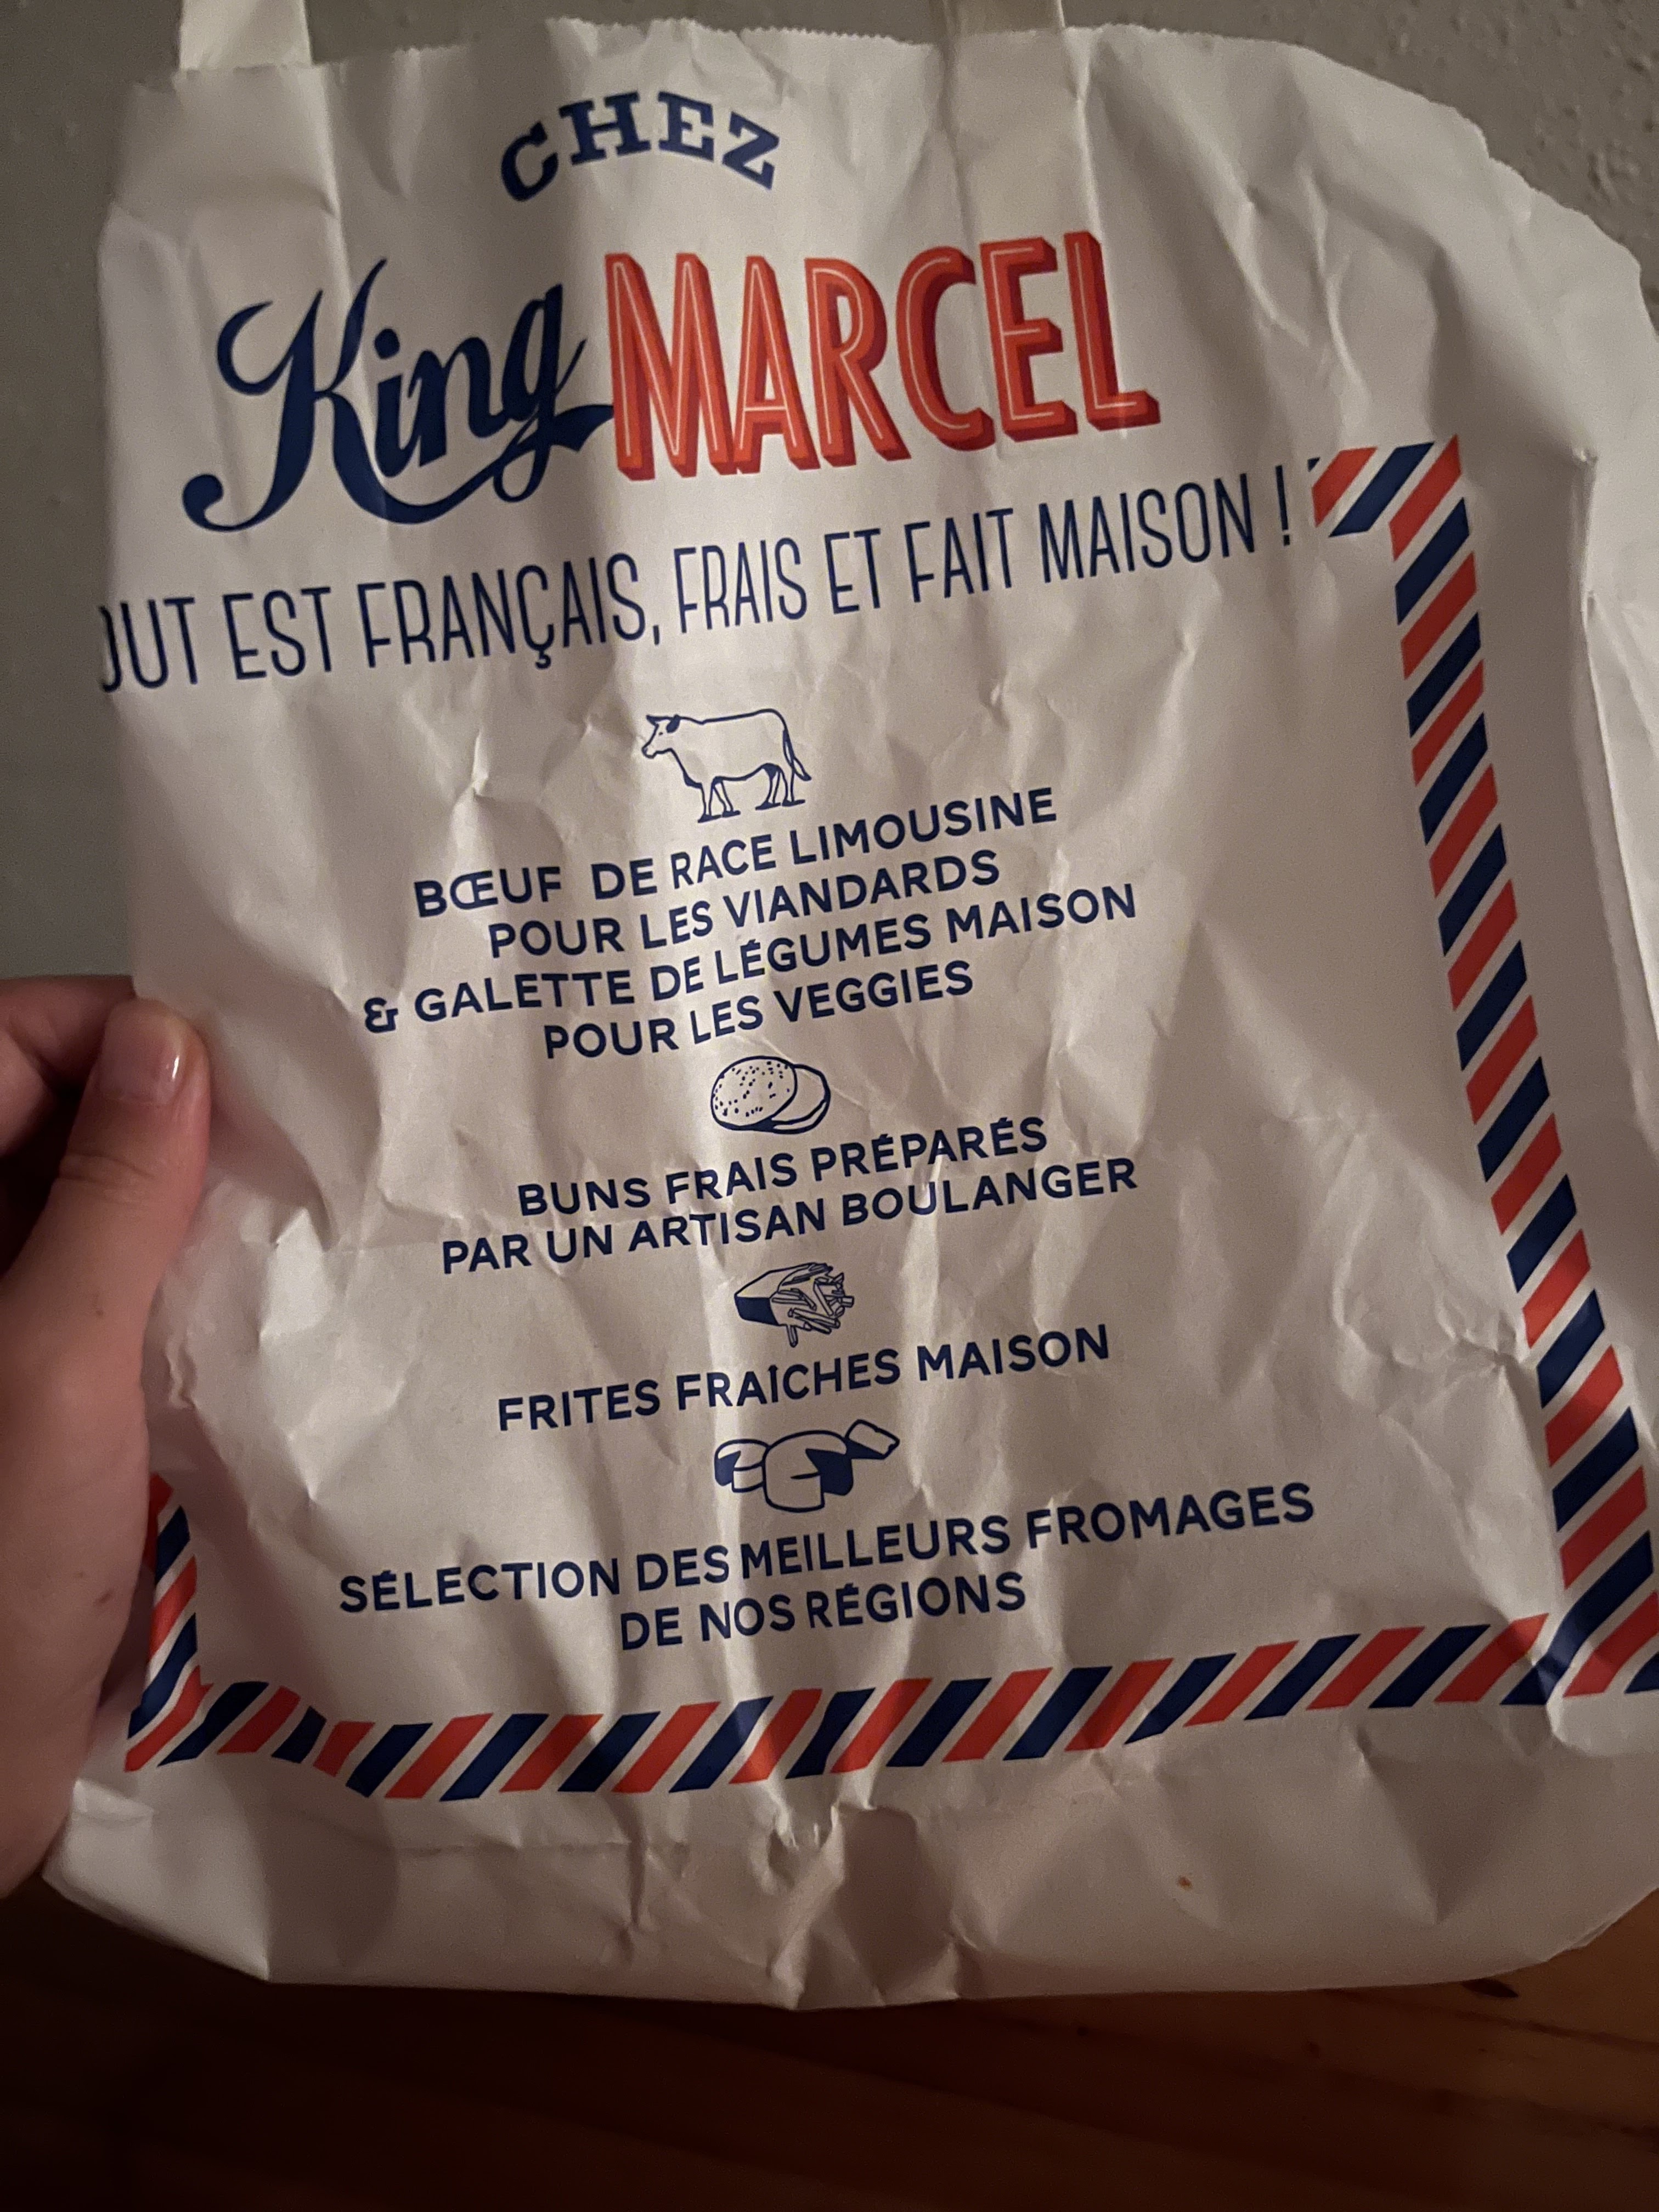 CHEZ
King MARCEL
OUT EST FRANÇAIS, FRAIS ET FAIT MAISON !
BŒUF DE RACE LIMOUSINE
POUR LES VIANDARDS
& GALETTE DE LÉGUMES MAISON
POUR LES VEGGIES
BUNS FRAIS PRÉPARÉS
PAR UN ARTISAN BOULANGER
FRITES FRAÎCHES MAISON
SÉLECTION DES MEILLEURS FROMAGES
DE NOS RÉGIONS